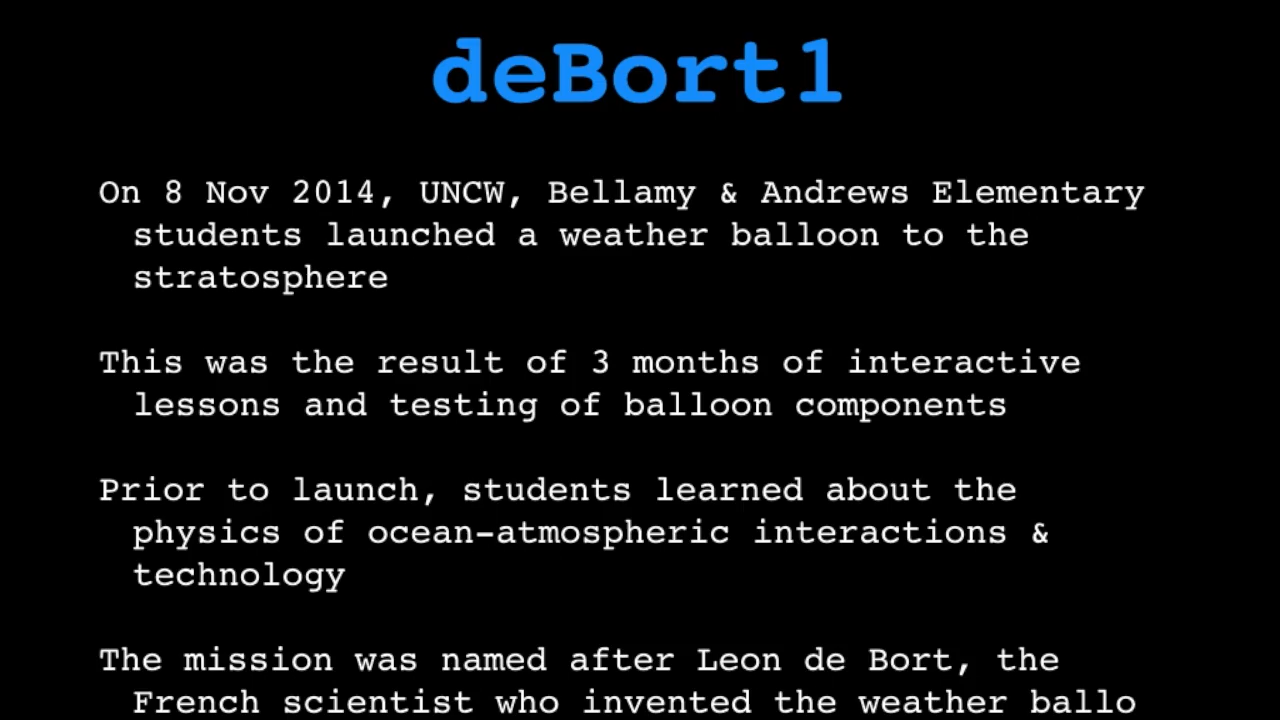 deBort1
On 8 Nov 2014, UNCW, Bellamy & Andrews Elementary
students launched a weather balloon to the
stratosphere
This was the result of 3 months of interactive
lessons and testing of balloon components
Prior to launch, students learned about the
physics of ocean-atmospheric interactions &
technology
The mission was named after Leon de Bort, the
French scientist who invented the weather ballo